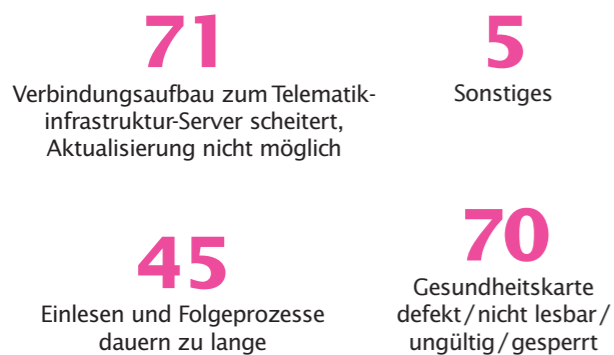 71
Verbindungsaufbau zum Telematik-
infrastruktur-Server scheitert,
Aktualisierung nicht möglich
5
Sonstiges
45
Einlesen und Folgeprozesse
dauern zu lange
70
Gesundheitskarte
defekt/nicht lesbar/
ungültig/gesperrt